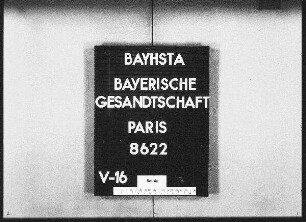 BAYHSTA
BAYERISCHE
GESANDTSCHAFT
PARIS
8622
V-16